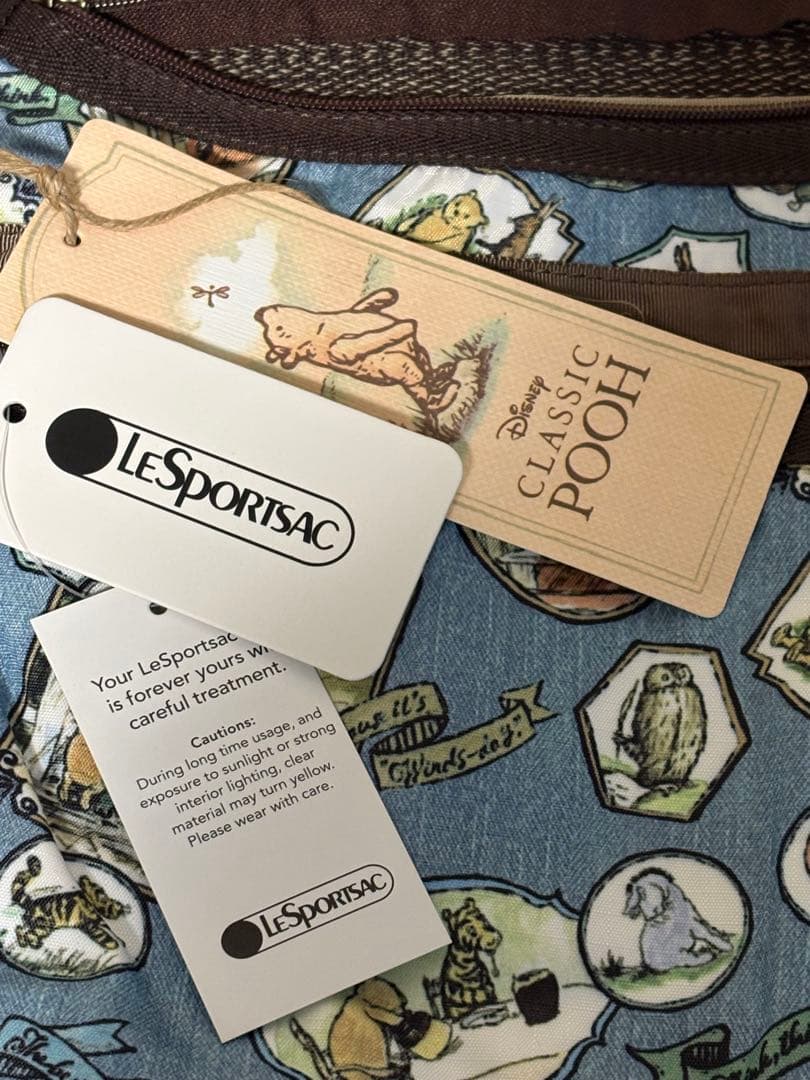 Disney
CLASSIC
POOH
LESPORTSAC
Your LeSportsac
is forever yours
careful treatment.
Cautions:
During long time usage, and
exposure to sunlight or strong
interior lighting, clear
material may turn yellow.
Please wear with care.
LESPORTSAC
it's
"Winds-day."